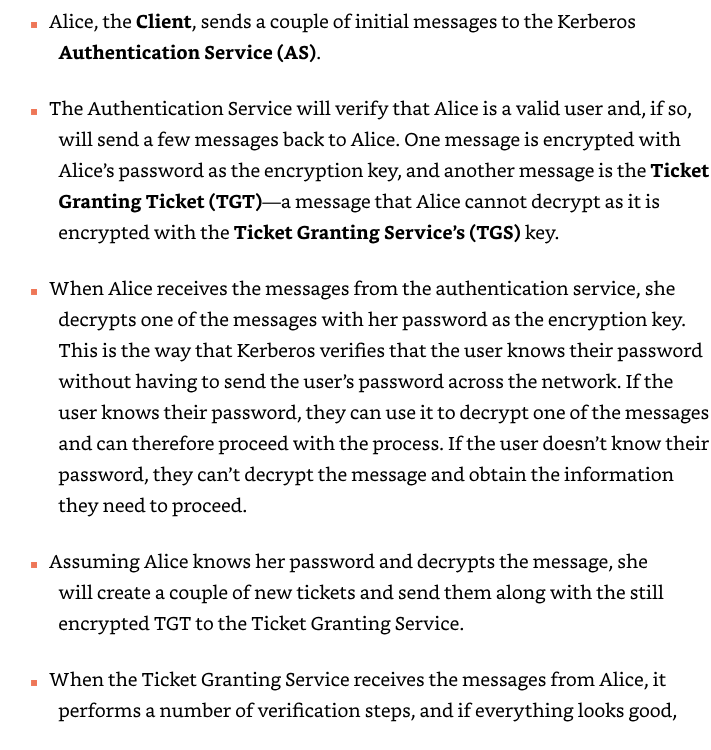 Alice, the Client, sends a couple of initial messages to the Kerberos
Authentication Service (AS).
The Authentication Service will verify that Alice is a valid user and, if so,
will send a few messages back to Alice. One message is encrypted with
Alice’s password as the encryption key, and another message is the Ticket
Granting Ticket (TGT)—a message that Alice cannot decrypt as it is
encrypted with the Ticket Granting Service’s (TGS) key.
When Alice receives the messages from the authentication service, she
decrypts one of the messages with her password as the encryption key.
This is the way that Kerberos verifies that the user knows their password
without having to send the user’s password across the network. If the
user knows their password, they can use it to decrypt one of the messages
and can therefore proceed with the process. If the user doesn’t know their
password, they can’t decrypt the message and obtain the information
they need to proceed.
Assuming Alice knows her password and decrypts the message, she
will create a couple of new tickets and send them along with the still
encrypted TGT to the Ticket Granting Service.
When the Ticket Granting Service receives the messages from Alice, it
performs a number of verification steps, and if everything looks good,